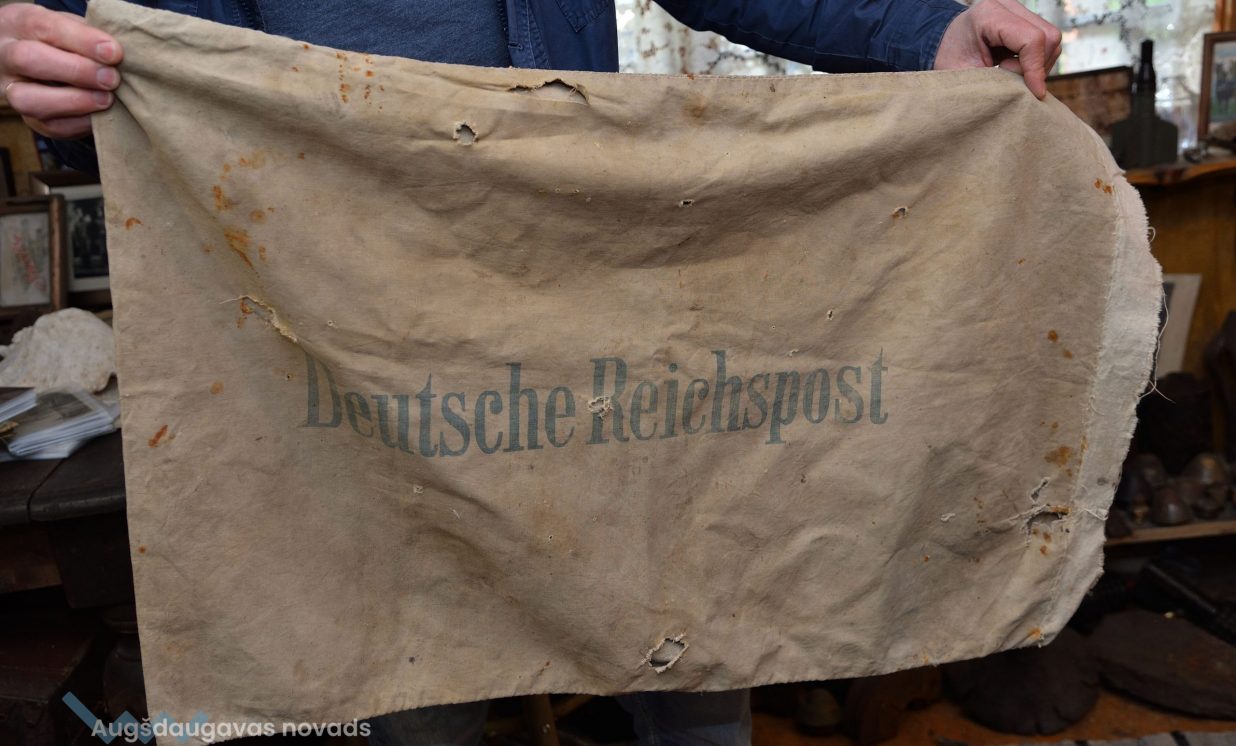 Deutsche Reichspost
Augšdaugavas novads